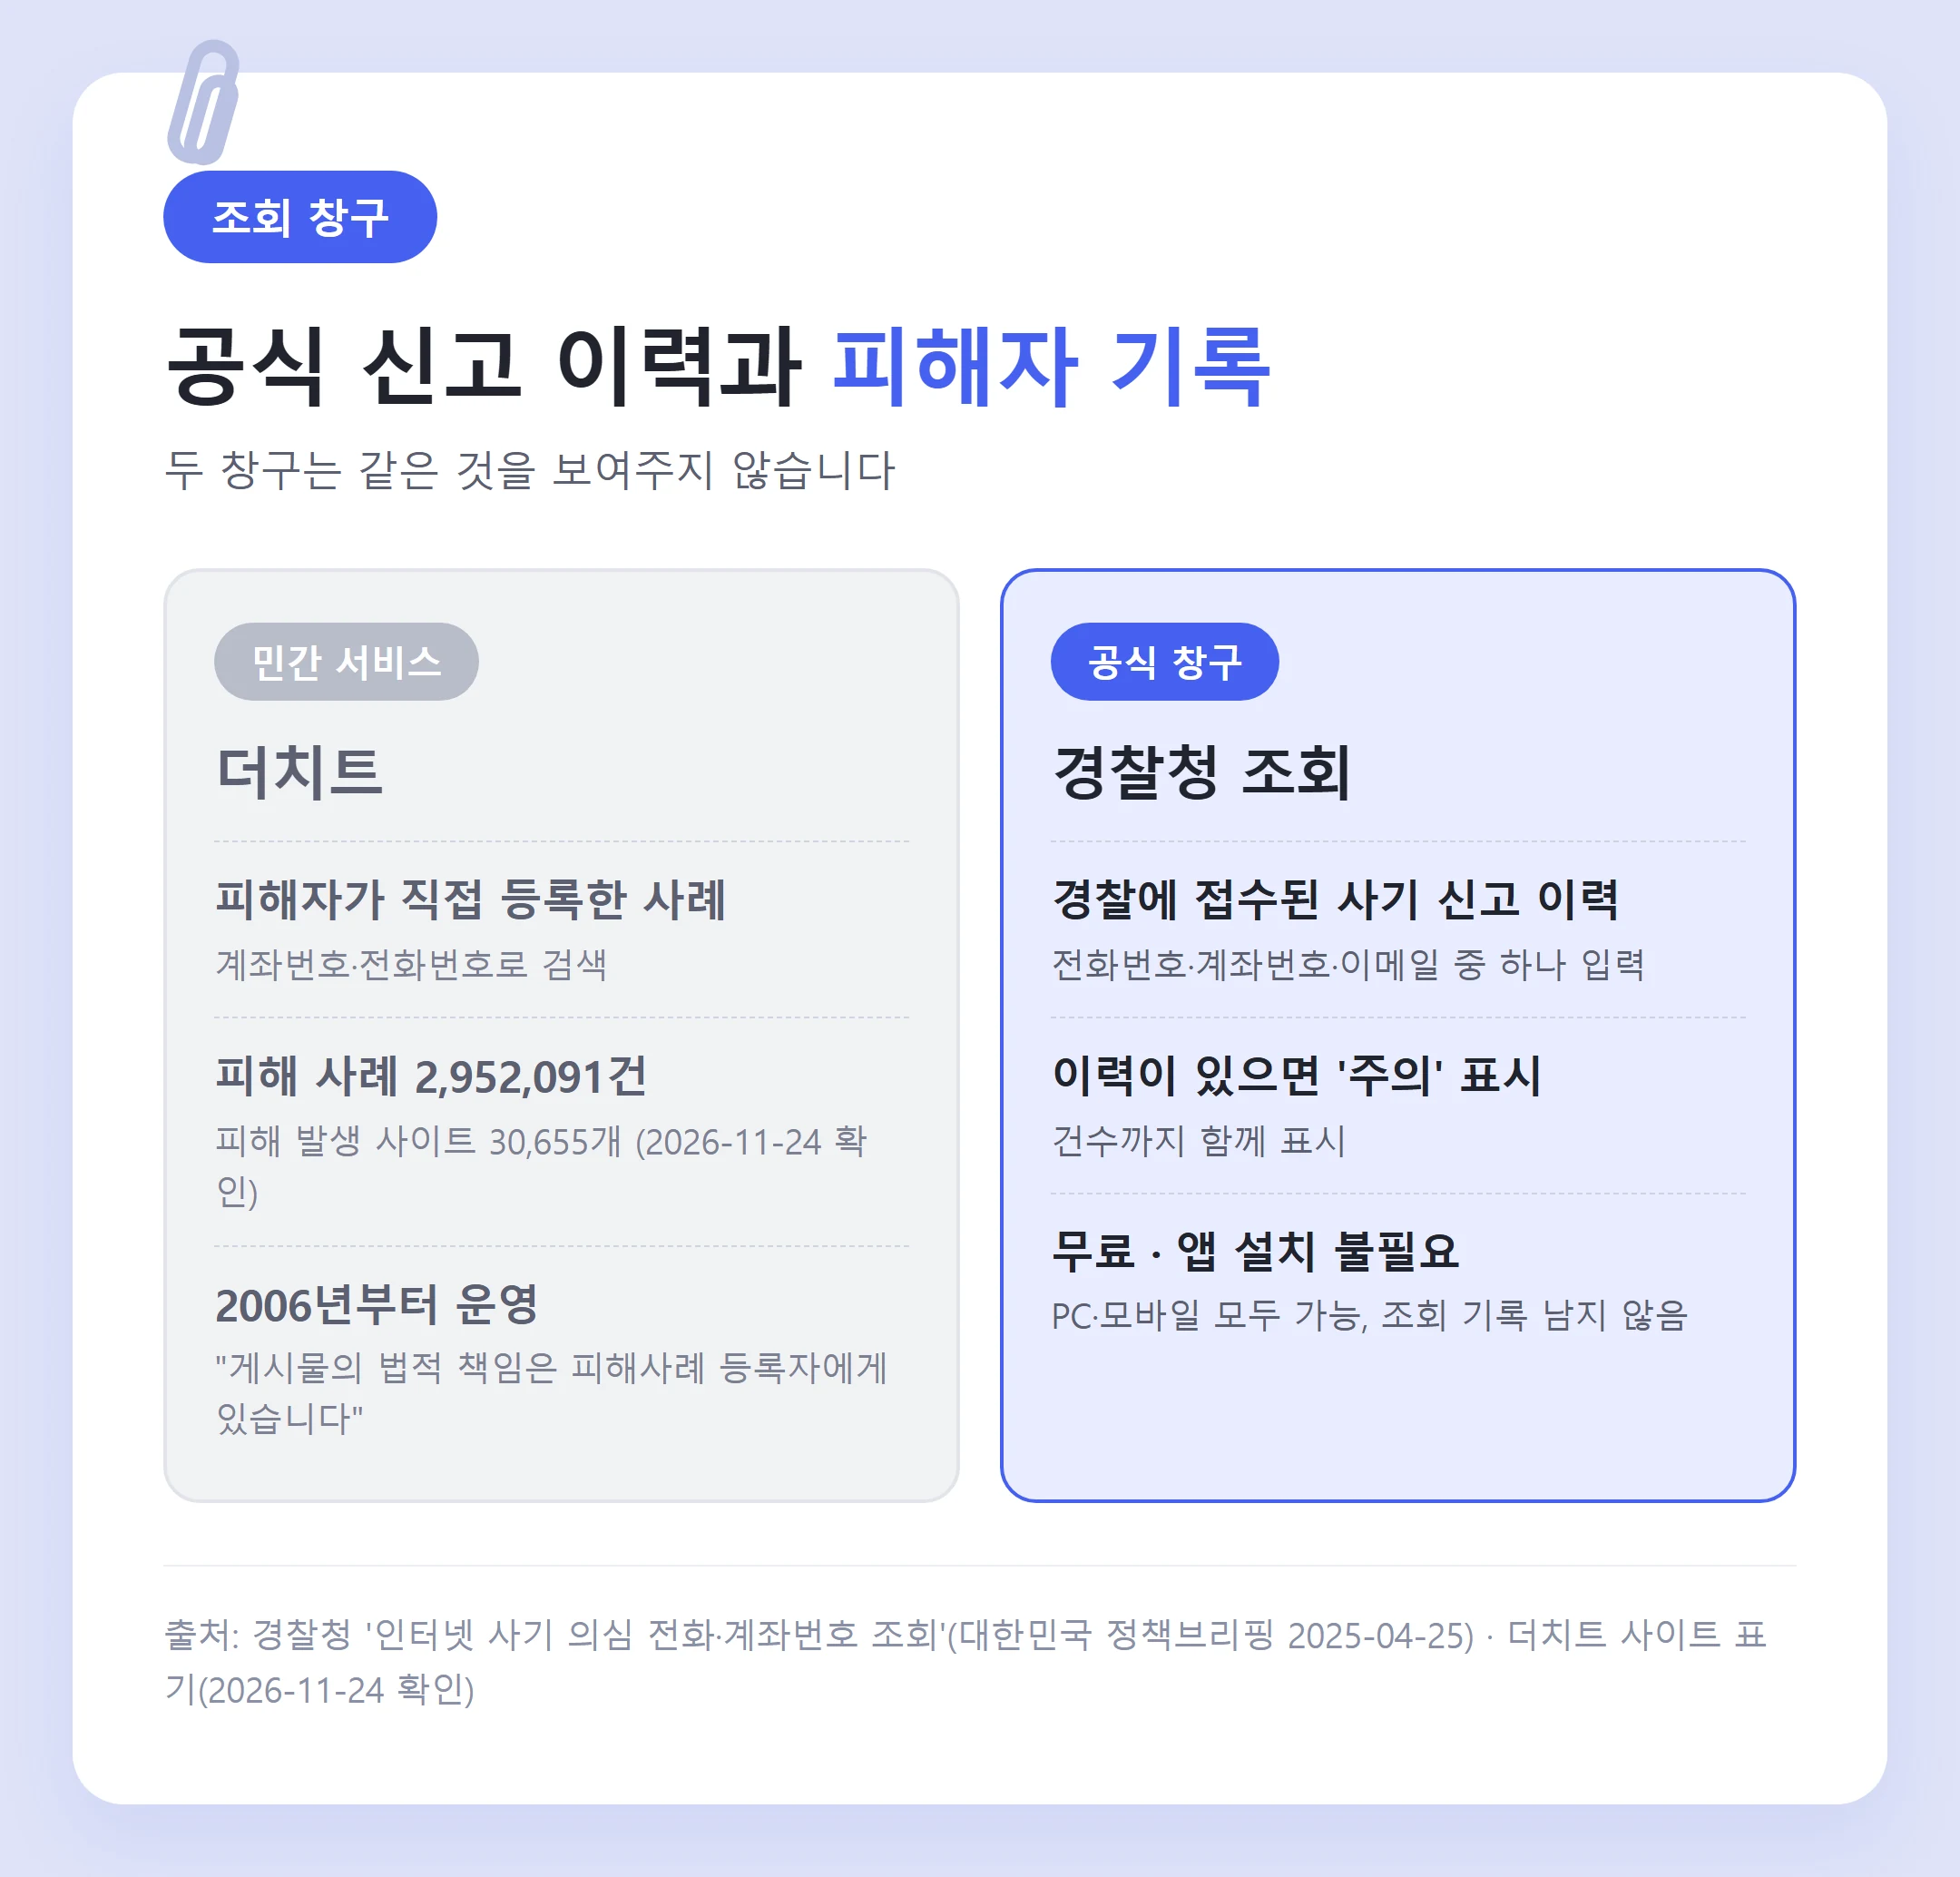 조회 창구
공식 신고 이력과 피해자 기록
두 창구는 같은 것을 보여주지 않습니다
민간 서비스
더치트
피해자가 직접 등록한 사례
계좌번호·전화번호로 검색
피해 사례 2,952,091건
피해 발생 사이트 30,655개 (2026-11-24 확
인)
2006년부터 운영
"게시물의 법적 책임은 피해사례 등록자에게
있습니다"
공식 창구
경찰청 조회
경찰에 접수된 사기 신고 이력
전화번호·계좌번호·이메일 중 하나 입력
이력이 있으면 '주의' 표시
건수까지 함께 표시
무료 · 앱 설치 불필요
PC·모바일 모두 가능, 조회 기록 남지 않음
출처: 경찰청 '인터넷 사기 의심 전화·계좌번호 조회'(대한민국 정책브리핑 2025-04-25) · 더치트 사이트 표
기(2026-11-24 확인)